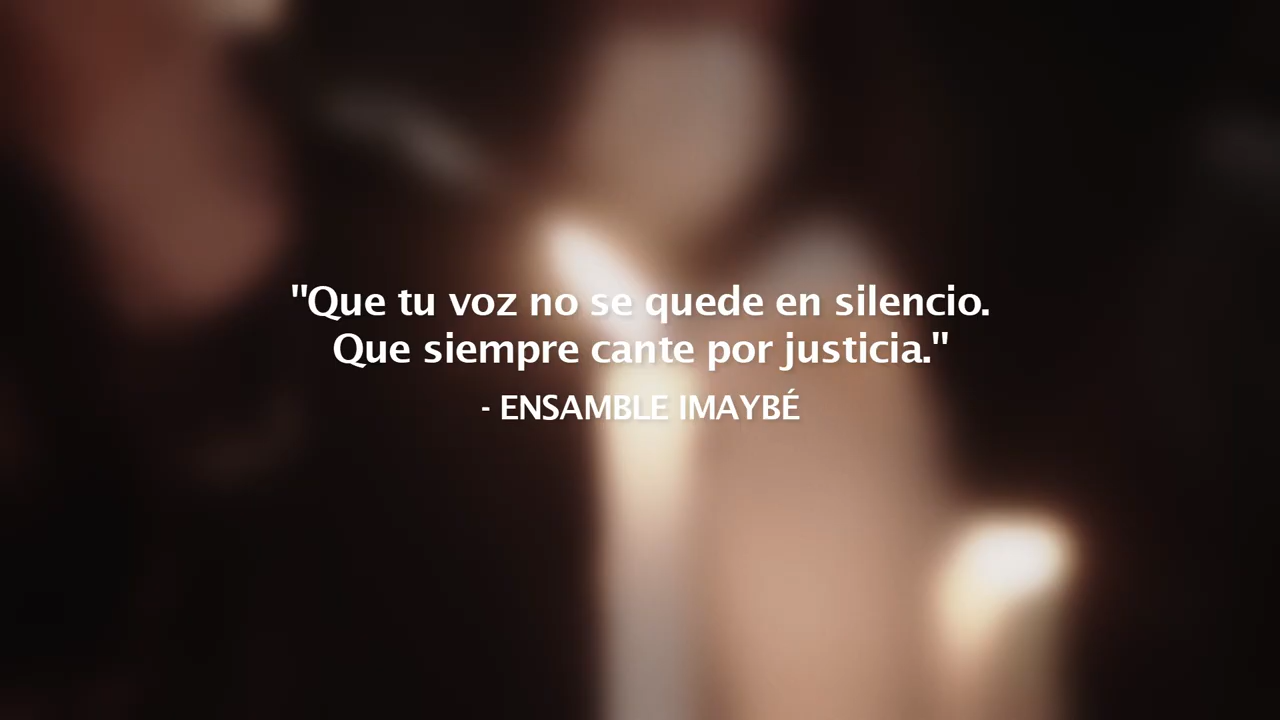 "Que tu voz no se quede en silencio.
Que siempre cante por justicia."
- ENSAMBLE IMAYBÉ